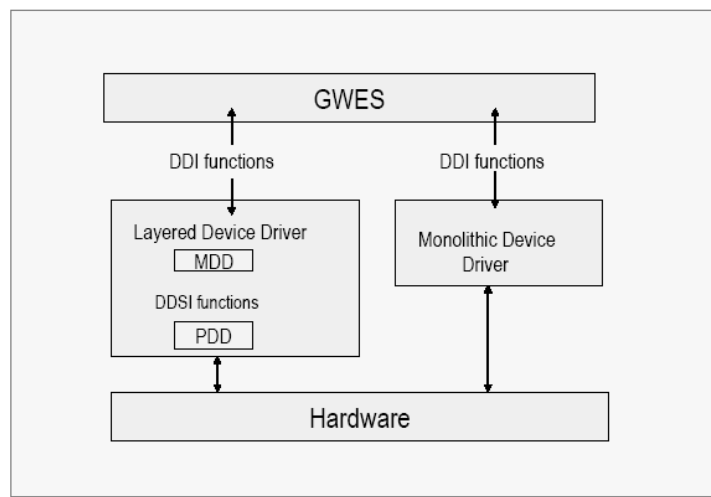 GWES
DDI functions
DDI functions
Layered Device Driver
MDD
DDSI functions
PDD
Monolithic Device
Driver
Hardware